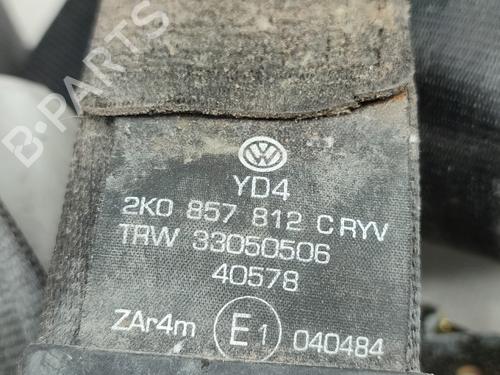 B-PARTS
YD4
2K0 857 812 C RYV
TRW 33050506
40578
ZAr4m E1 040484